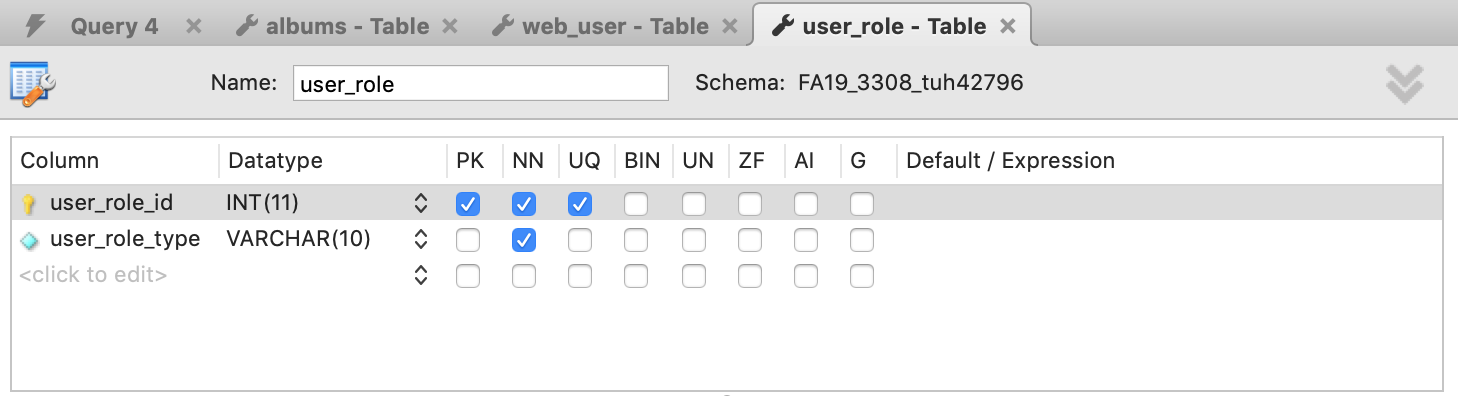 Query 4 albums - Table web_user - Table user_role - Table
Name: user_role Schema: FA19_3308_tuh42796
Column Datatype PK NN UQ BIN UN ZF AI G Default / Expression
user_role_id INT(11)
user_role_type VARCHAR(10)
<click to edit>